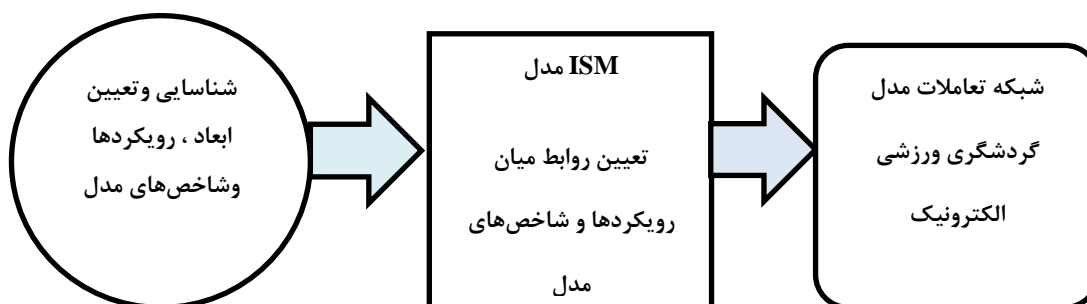 شناسایی وتعیین
ابعاد ، رویکردها
وشاخص‌های مدل
مدل ISM
تعیین روابط میان
رویکردها و شاخص‌های
مدل
شبکه تعاملات مدل
گردشگری ورزشی
الکترونیک